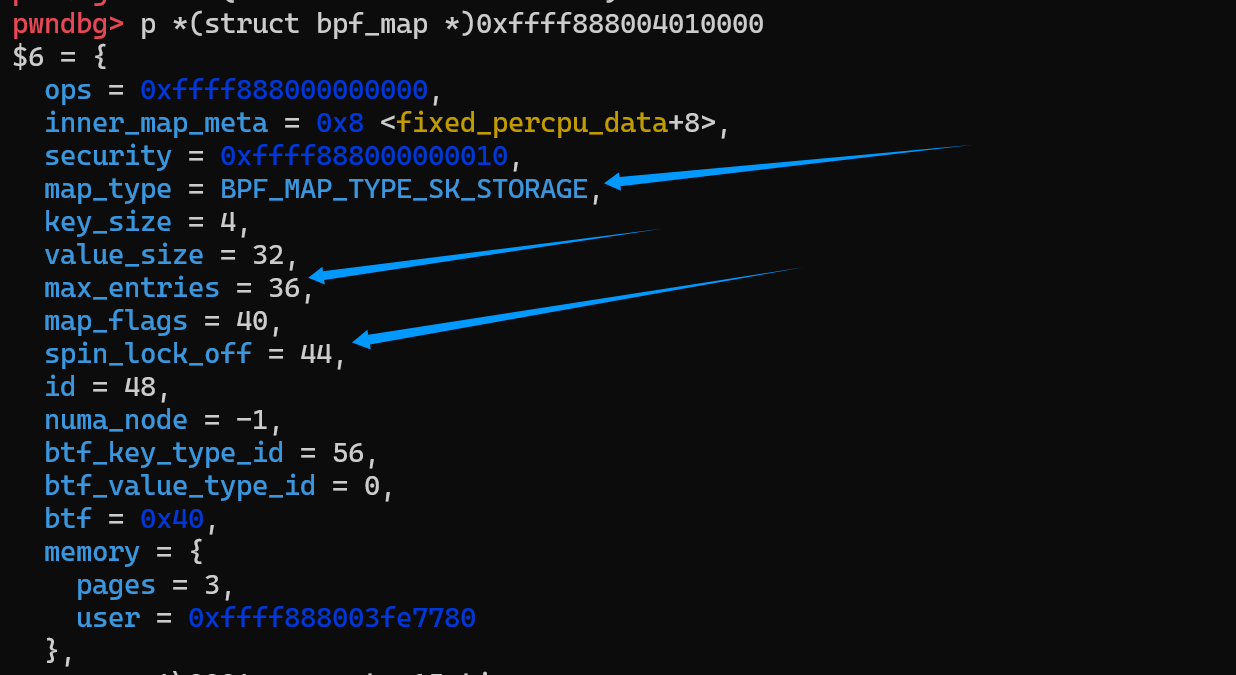 pwndbg> p *(struct bpf_map *)0xffff888004010000
$6 = {
  ops = 0xffff888000000000,
  inner_map_meta = 0x8 <fixed_percpu_data+8>,
  security = 0xffff888000000010,
  map_type = BPF_MAP_TYPE_SK_STORAGE,
  key_size = 4,
  value_size = 32,
  max_entries = 36,
  map_flags = 40,
  spin_lock_off = 44,
  id = 48,
  numa_node = -1,
  btf_key_type_id = 56,
  btf_value_type_id = 0,
  btf = 0x40,
  memory = {
    pages = 3,
    user = 0xffff888003fe7780
  },